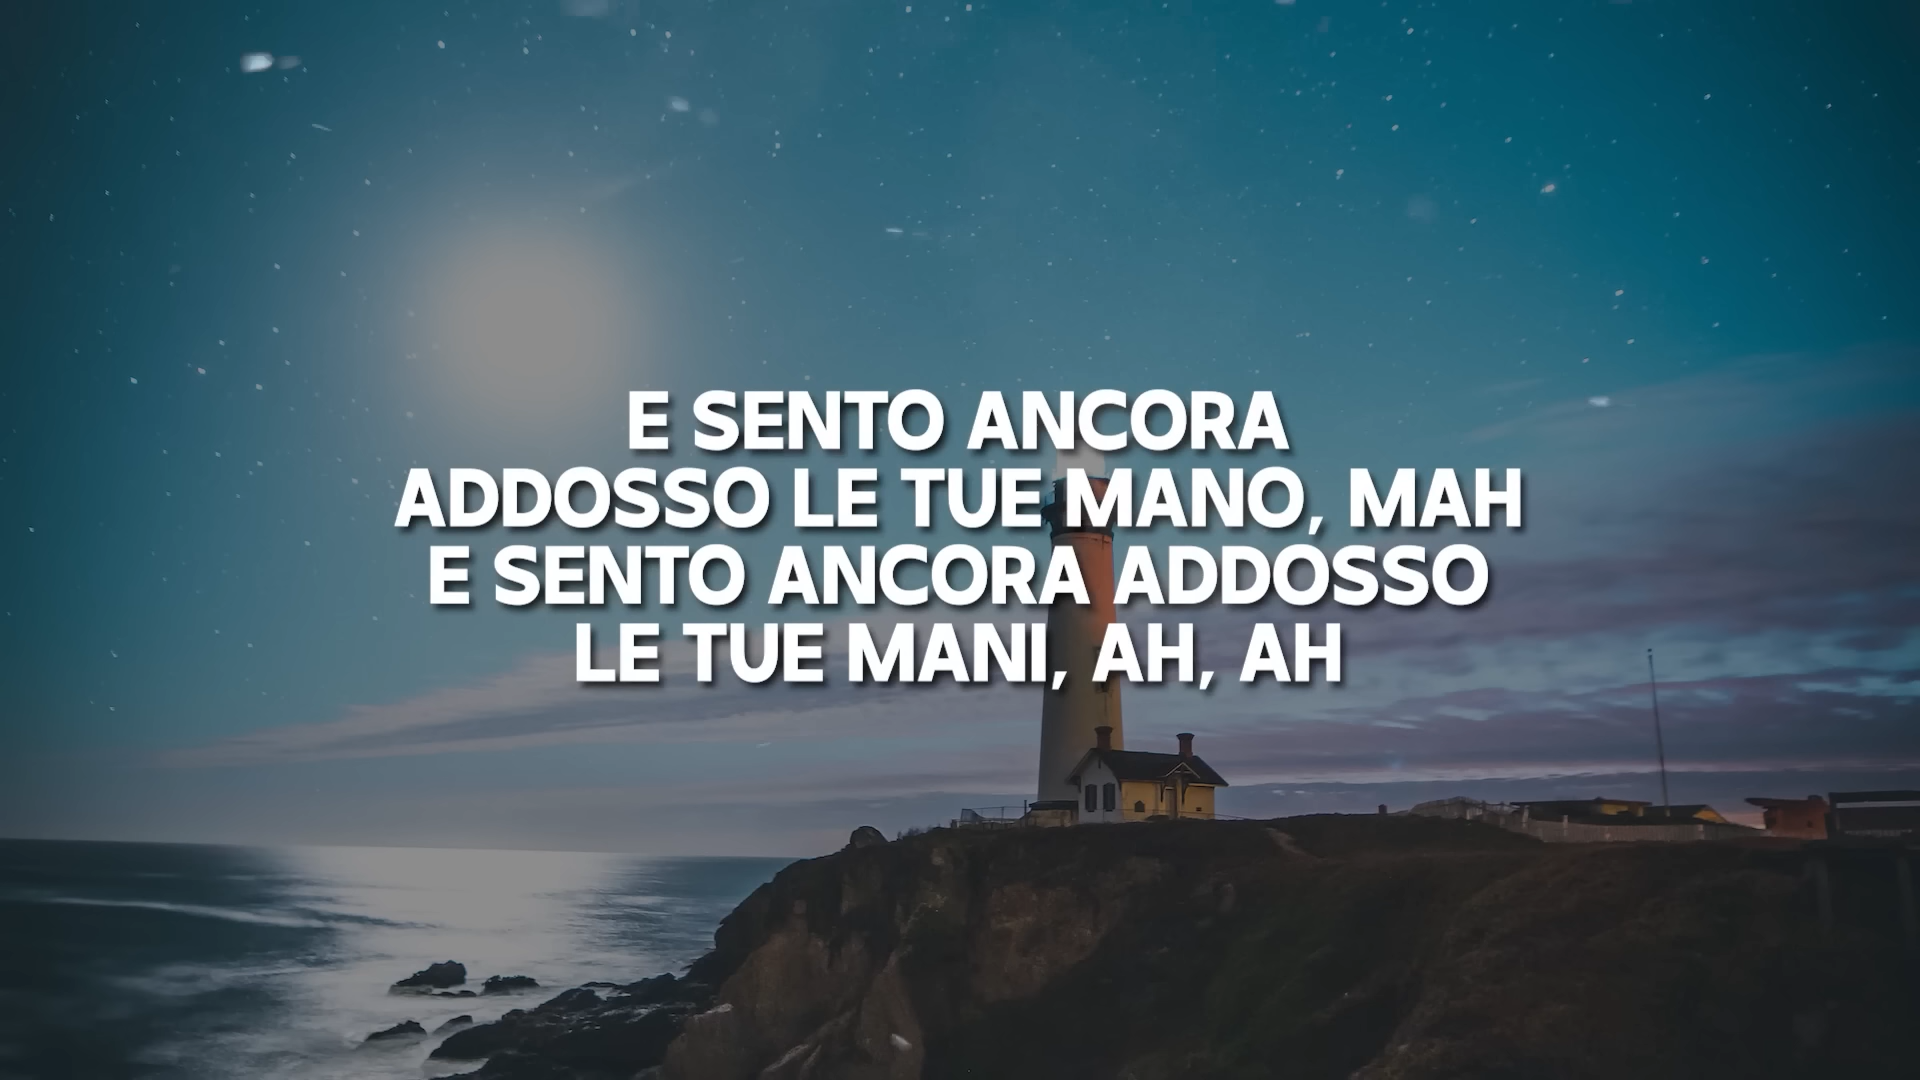 E SENTO ANCORA
ADDOSSO LE TUE MANO, MAH
E SENTO ANCORA ADDOSSO
LE TUE MANI, AH, AH